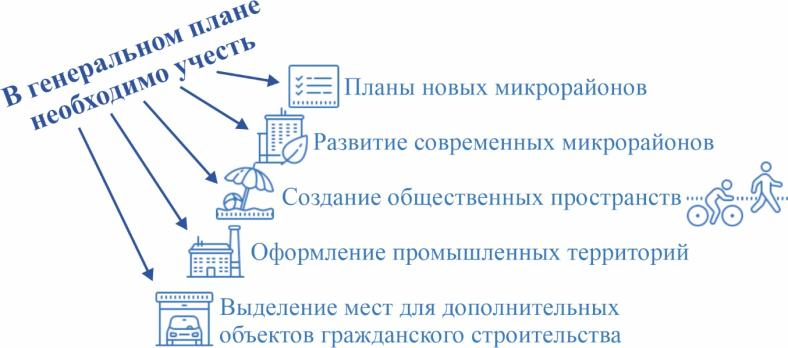 В генеральном плане
необходимо учесть
Планы новых микрорайонов
Развитие современных микрорайонов
Создание общественных пространств
Оформление промышленных территорий
Выделение мест для дополнительных
объектов гражданского строительства